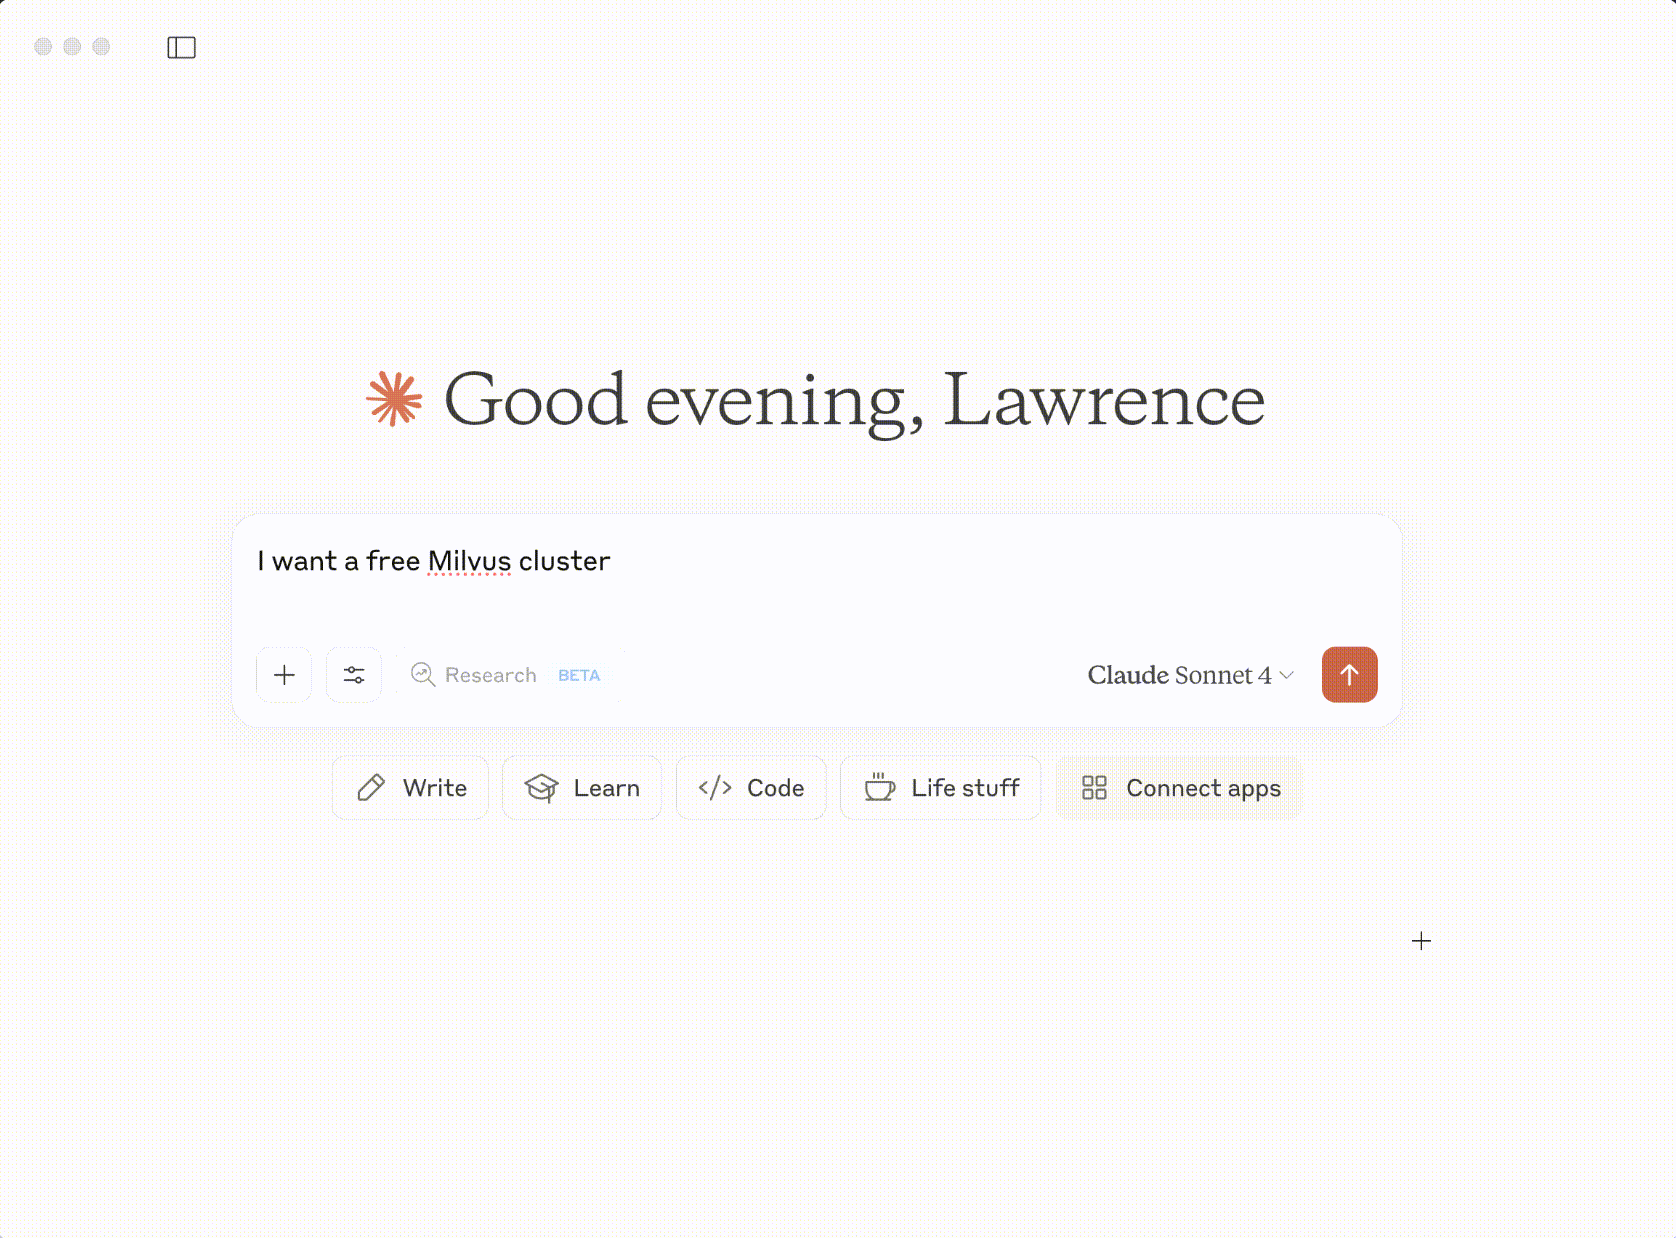 Good evening, Lawrence
I want a free Milvus cluster
Research BETA
Claude Sonnet 4
Write
Learn
Code
Life stuff
Connect apps